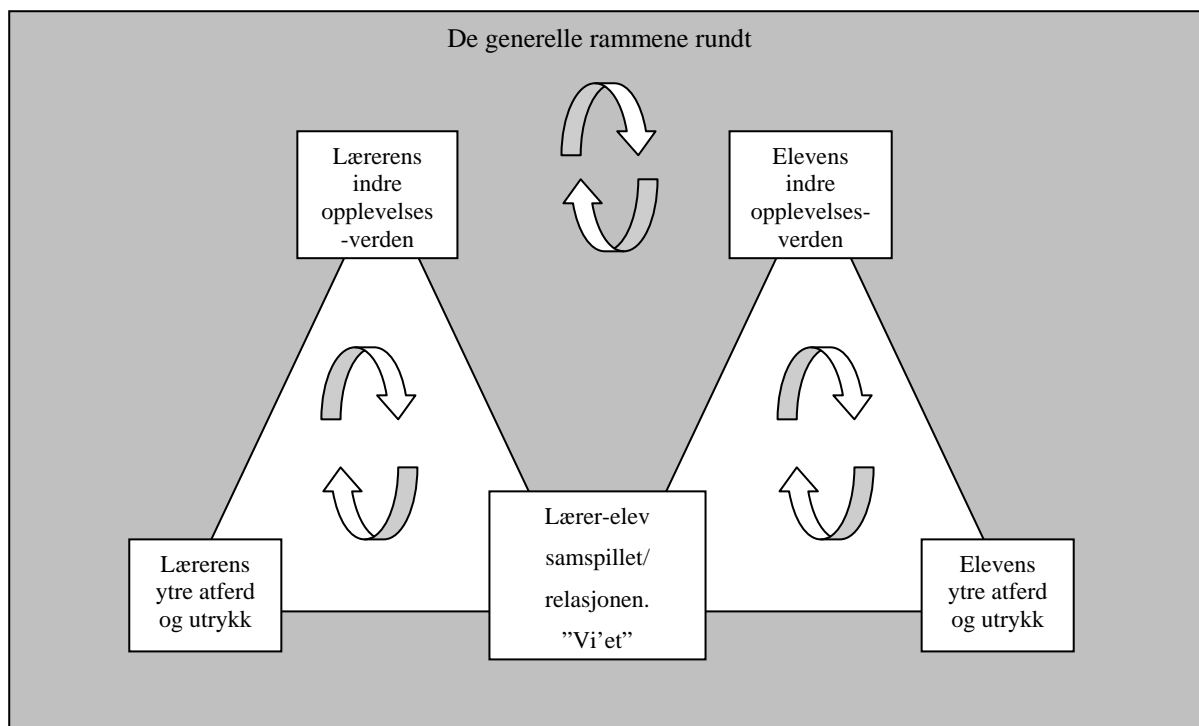 De generelle rammene rundt
Lærerens
indre
opplevelses
-verden
Elevens
indre
opplevelses-
verden
Lærerens
ytre atferd
og utrykk
Lærer-elev
samspillet/
relasjonen.
”Vi’et”
Elevens
ytre atferd
og utrykk